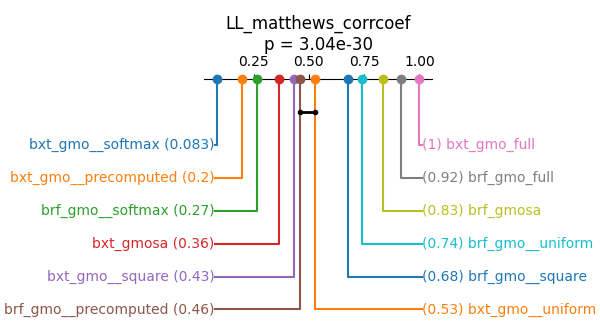 LL_matthews_corrcoef
p = 3.04e-30
0.25 0.50 0.75 1.00
bxt_gmo__softmax (0.083)
(1) bxt_gmo_full
bxt_gmo__precomputed (0.2)
(0.92) brf_gmo_full
brf_gmo__softmax (0.27)
(0.83) brf_gmosa
bxt_gmosa (0.36)
(0.74) brf_gmo__uniform
bxt_gmo__square (0.43)
(0.68) brf_gmo__square
brf_gmo__precomputed (0.46)
(0.53) bxt_gmo__uniform